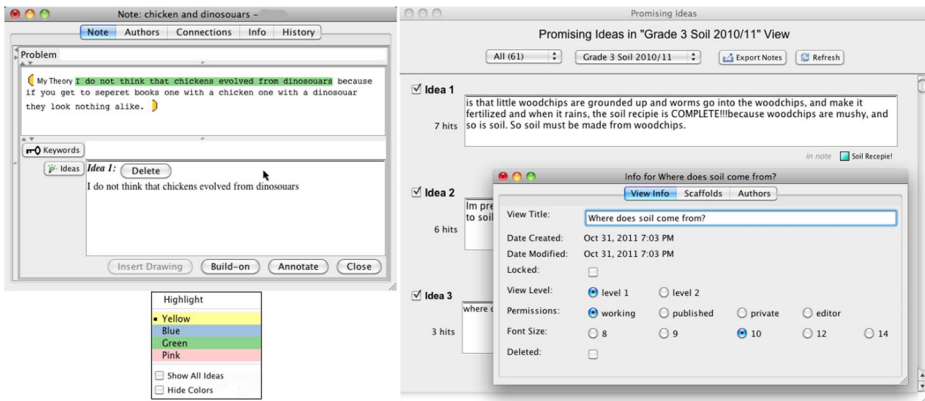 Note: chicken and dinosouars –
Note Authors Connections Info History
Problem
My Theory I do not think that chickens evolved from dinosouars because
if you get to seperet books one with a chicken one with a dinosouar
they look nothing alike.
Keywords
Ideas Idea 1: Delete
I do not think that chickens evolved from dinosouars
Insert Drawing Build-on Annotate Close
Highlight
Yellow
Blue
Green
Pink
Show All Ideas
Hide Colors
Promising Ideas
Promising Ideas in "Grade 3 Soil 2010/11" View
All (61) Grade 3 Soil 2010/11 Export Notes Refresh
Idea 1
is that little woodchips are grounded up and worms go into the woodchips, and make it
fertilized and when it rains, the soil recipie is COMPLETE!!!because woodchips are mushy, and
7 hits so is soil. So soil must be made from woodchips.
in note Soil Recepie!
Idea 2
Im pre
to soil
6 hits
Idea 3
where
3 hits
Info for Where does soil come from?
View Info Scaffolds Authors
View Title: Where does soil come from?
Date Created: Oct 31, 2011 7:03 PM
Date Modified: Oct 31, 2011 7:03 PM
Locked:
View Level: level 1 level 2
Permissions: working published private editor
Font Size: 8 9 10 12 14
Deleted: